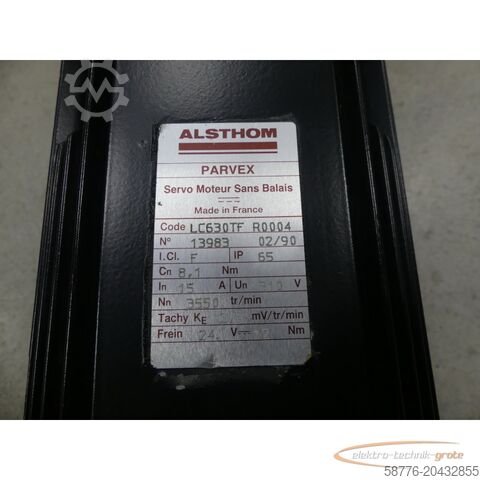 ALSTHOM
PARVEX
Servo Moteur Sans Balais
Made in France
Code LC630TF R0004
N° 13983 02/90
I.Cl. F IP 65
Cn 8,1 Nm
In 15 A Un 310 V
Nn 3550 tr/min
Tachy KE mV/tr/min
Frein 24 V Nm
elektro-technik-grote
58776-20432855